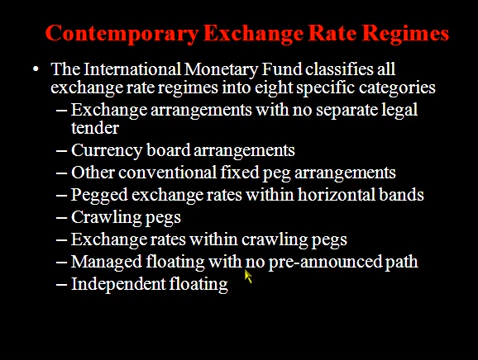 Contemporary Exchange Rate Regimes
• The International Monetary Fund classifies all
exchange rate regimes into eight specific categories
– Exchange arrangements with no separate legal
tender
– Currency board arrangements
– Other conventional fixed peg arrangements
– Pegged exchange rates within horizontal bands
– Crawling pegs
– Exchange rates within crawling pegs
– Managed floating with no pre-announced path
– Independent floating